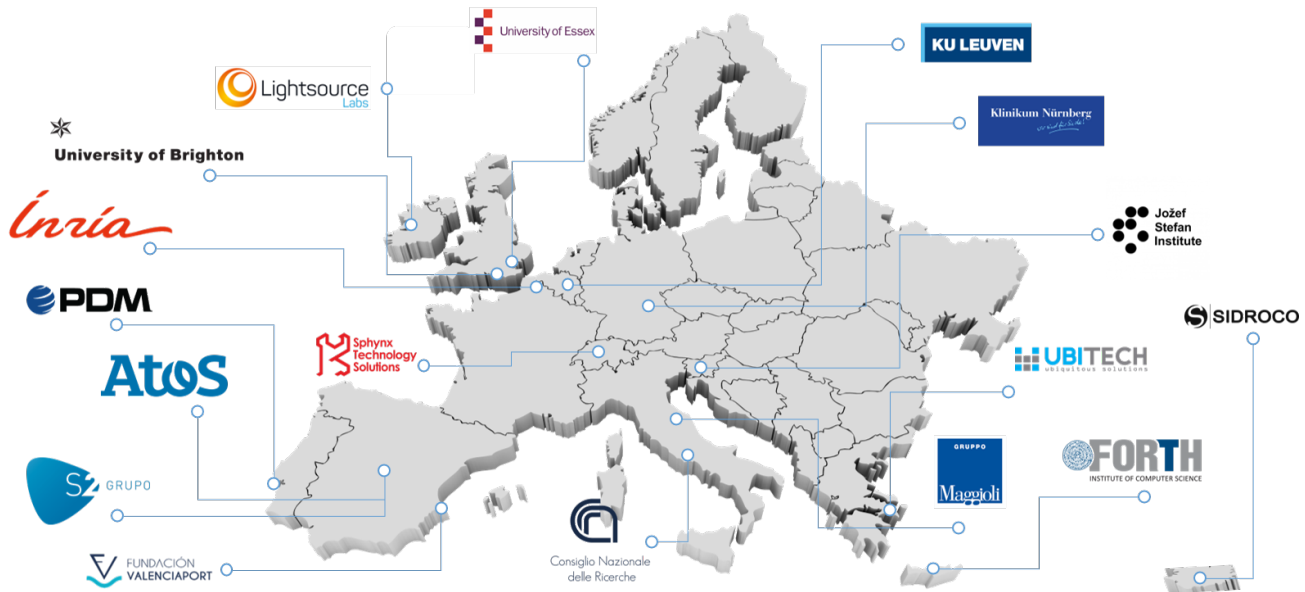 University of Essex
KU LEUVEN
Lightsource
Labs
Klinikum Nürnberg
University of Brighton
Inría
Jožef
Stefan
Institute
PDM
SIDROCO
Sphynx
Technology
Solutions
UBITECH
ubiquitous solutions
Atos
GRUPPO
Maggioli
FORTH
INSTITUTE OF COMPUTER SCIENCE
S2 GRUPO
Consiglio Nazionale
delle Ricerche
FUNDACIÓN
VALENCIAPORT